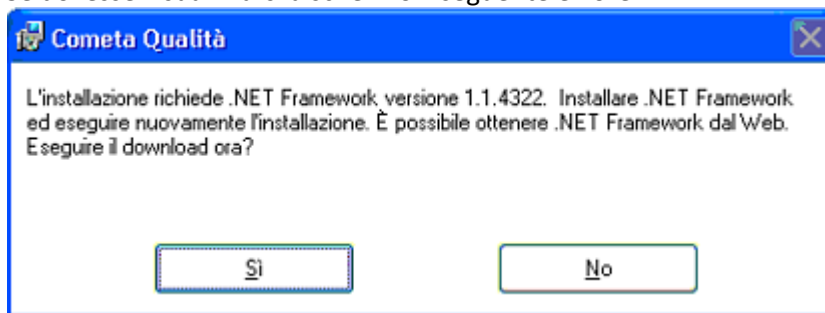 Cometa Qualità
L'installazione richiede .NET Framework versione 1.1.4322. Installare .NET Framework
ed eseguire nuovamente l'installazione. È possibile ottenere .NET Framework dal Web.
Eseguire il download ora?
Sì
No